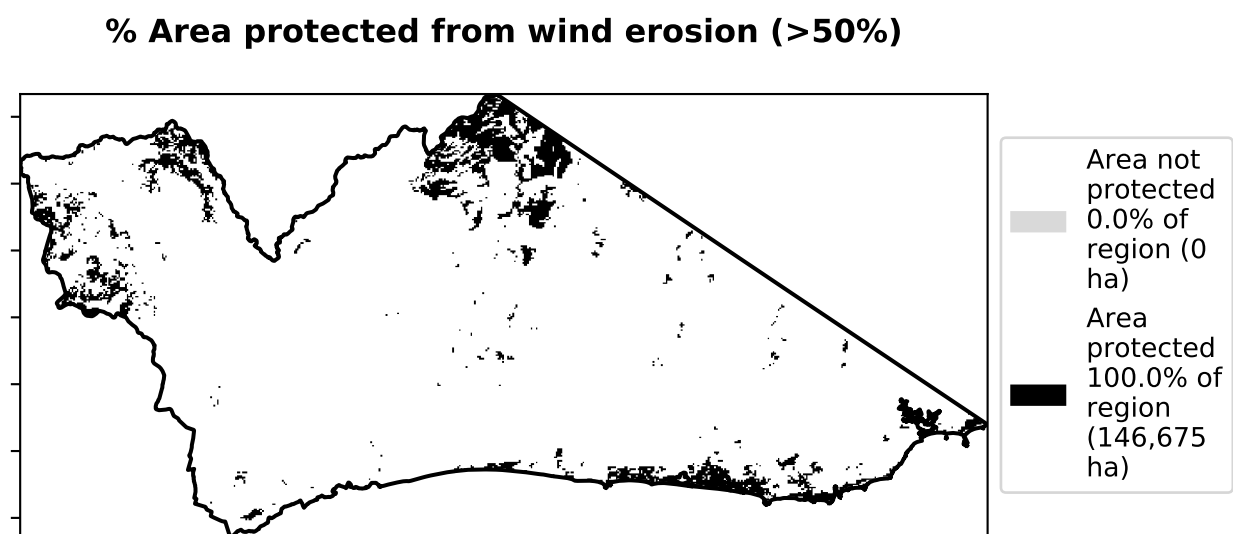 % Area protected from wind erosion (>50%)
Area not
protected
0.0% of
region (0
ha)
Area
protected
100.0% of
region
(146,675
ha)